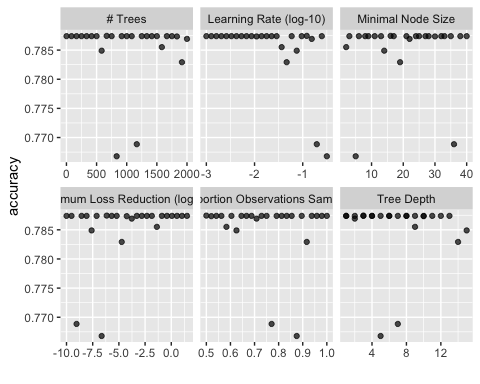 # Trees Learning Rate (log-10) Minimal Node Size
0.785
0.780
0.775
0.770
0 500 1000 1500 2000 -3 -2 -1 10 20 30 40
accuracy
mum Loss Reduction (log portion Observations Sam Tree Depth
0.785
0.780
0.775
0.770
-10.0 -7.5 -5.0 -2.5 0.0 0.5 0.6 0.7 0.8 0.9 1.0 4 8 12